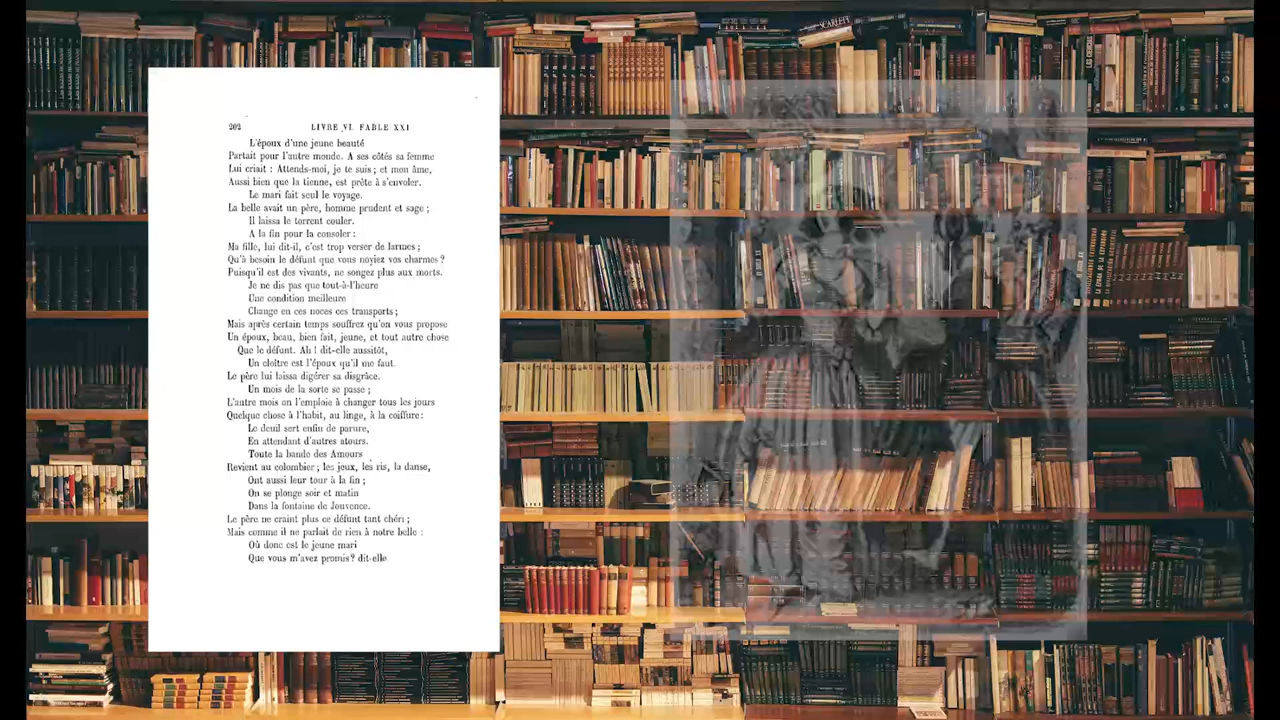 202 LIVRE VI. FABLE XXI
L'époux d'une jeune beauté
Partait pour l'autre monde. A ses côtés sa femme
Lui criait : Attends-moi, je te suis ; et mon âme,
Aussi bien que la tienne, est prête à s'envoler.
Le mari fait seul le voyage.
La belle avait un père, homme prudent et sage ;
Il laissa le torrent couler.
A la fin pour la consoler :
Ma fille, lui dit-il, c'est trop verser de larmes ;
Qu'a besoin le défunt que vous noyiez vos charmes ?
Puisqu'il est des vivants, ne songez plus aux morts.
Je ne dis pas que tout-à-l'heure
Une condition meilleure
Change en ces noces ces transports ;
Mais après certain temps souffrez qu'on vous propose
Un époux, beau, bien fait, jeune, et tout autre chose
Que le défunt. Ah ! dit-elle aussitôt,
Un cloître est l'époux qu'il me faut.
Le père lui laissa digérer sa disgrâce.
Un mois de la sorte se passe ;
L'autre mois on l'emploie à changer tous les jours
Quelque chose à l'habit, au linge, à la coiffure :
Le deuil sert enfin de parure,
En attendant d'autres atours.
Toute la bande des Amours
Revient au colombier ; les jeux, les ris, la danse,
Ont aussi leur tour à la fin ;
On se plonge soir et matin
Dans la fontaine de Jouvence.
Le père ne craint plus ce défunt tant chéri ;
Mais comme il ne parlait de rien à notre belle :
Où donc est le jeune mari
Que vous m'avez promis ? dit-elle
SCARLETT